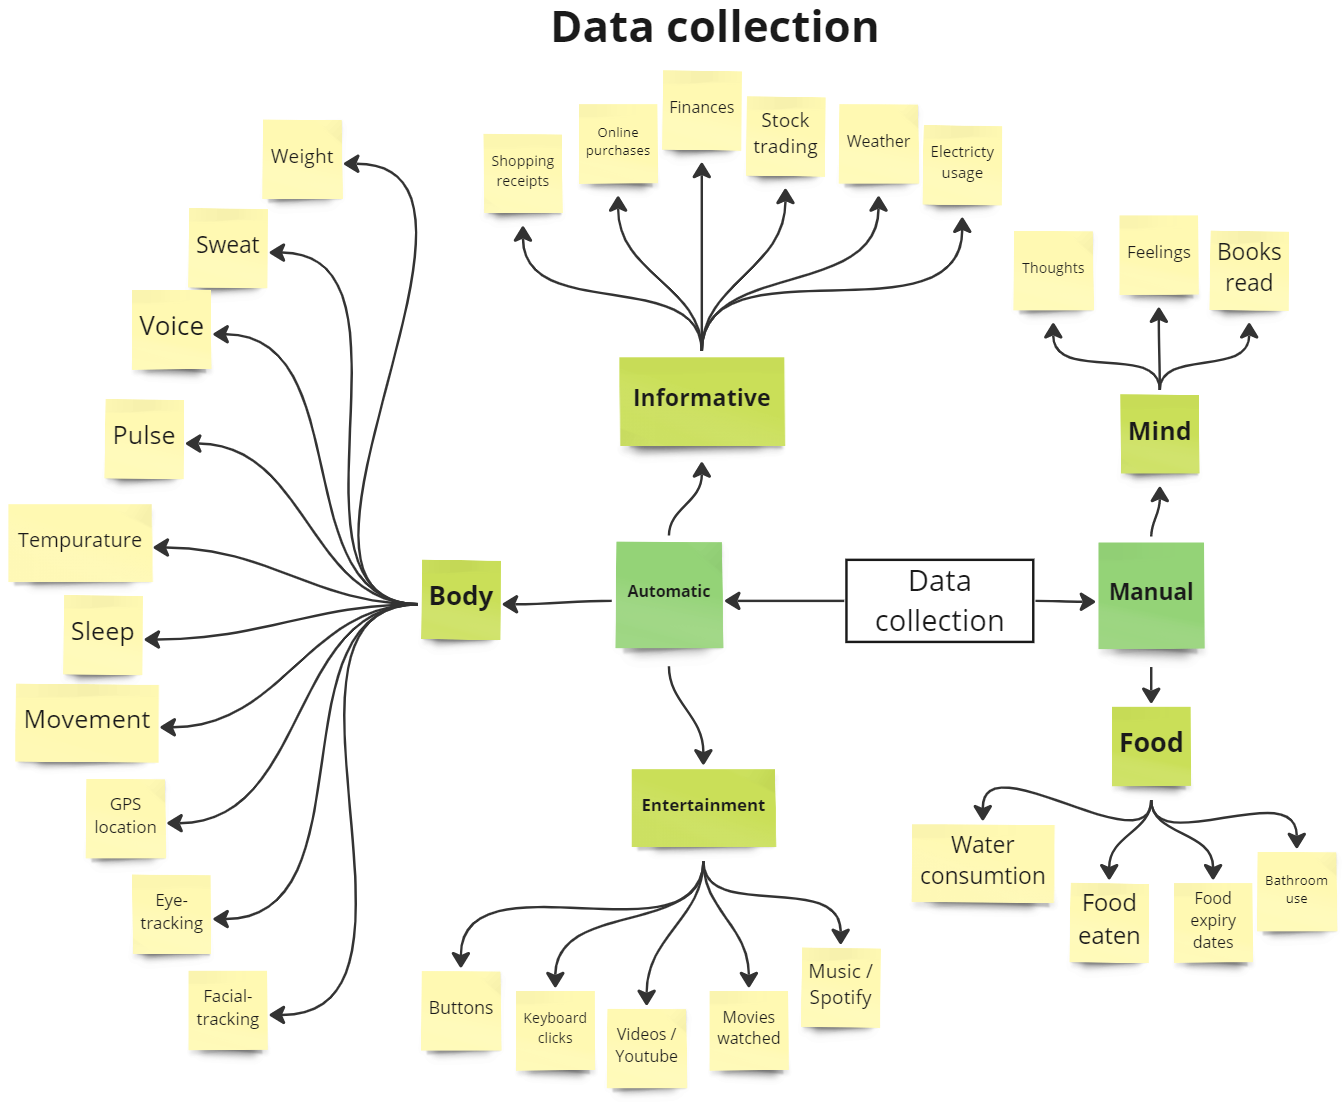 Data collection
Finances
Stock
trading
Online
purchases
Weather
Shopping
receipts
Electricty
usage
Weight
Sweat
Voice
Pulse
Tempurature
Sleep
Movement
GPS
location
Eye-
tracking
Facial-
tracking
Body
Informative
Automatic
Entertainment
Buttons
Keyboard
clicks
Videos /
Youtube
Movies
watched
Music /
Spotify
Data
collection
Thoughts
Feelings
Books
read
Mind
Manual
Food
Water
consumtion
Food
eaten
Food
expiry
dates
Bathroom
use